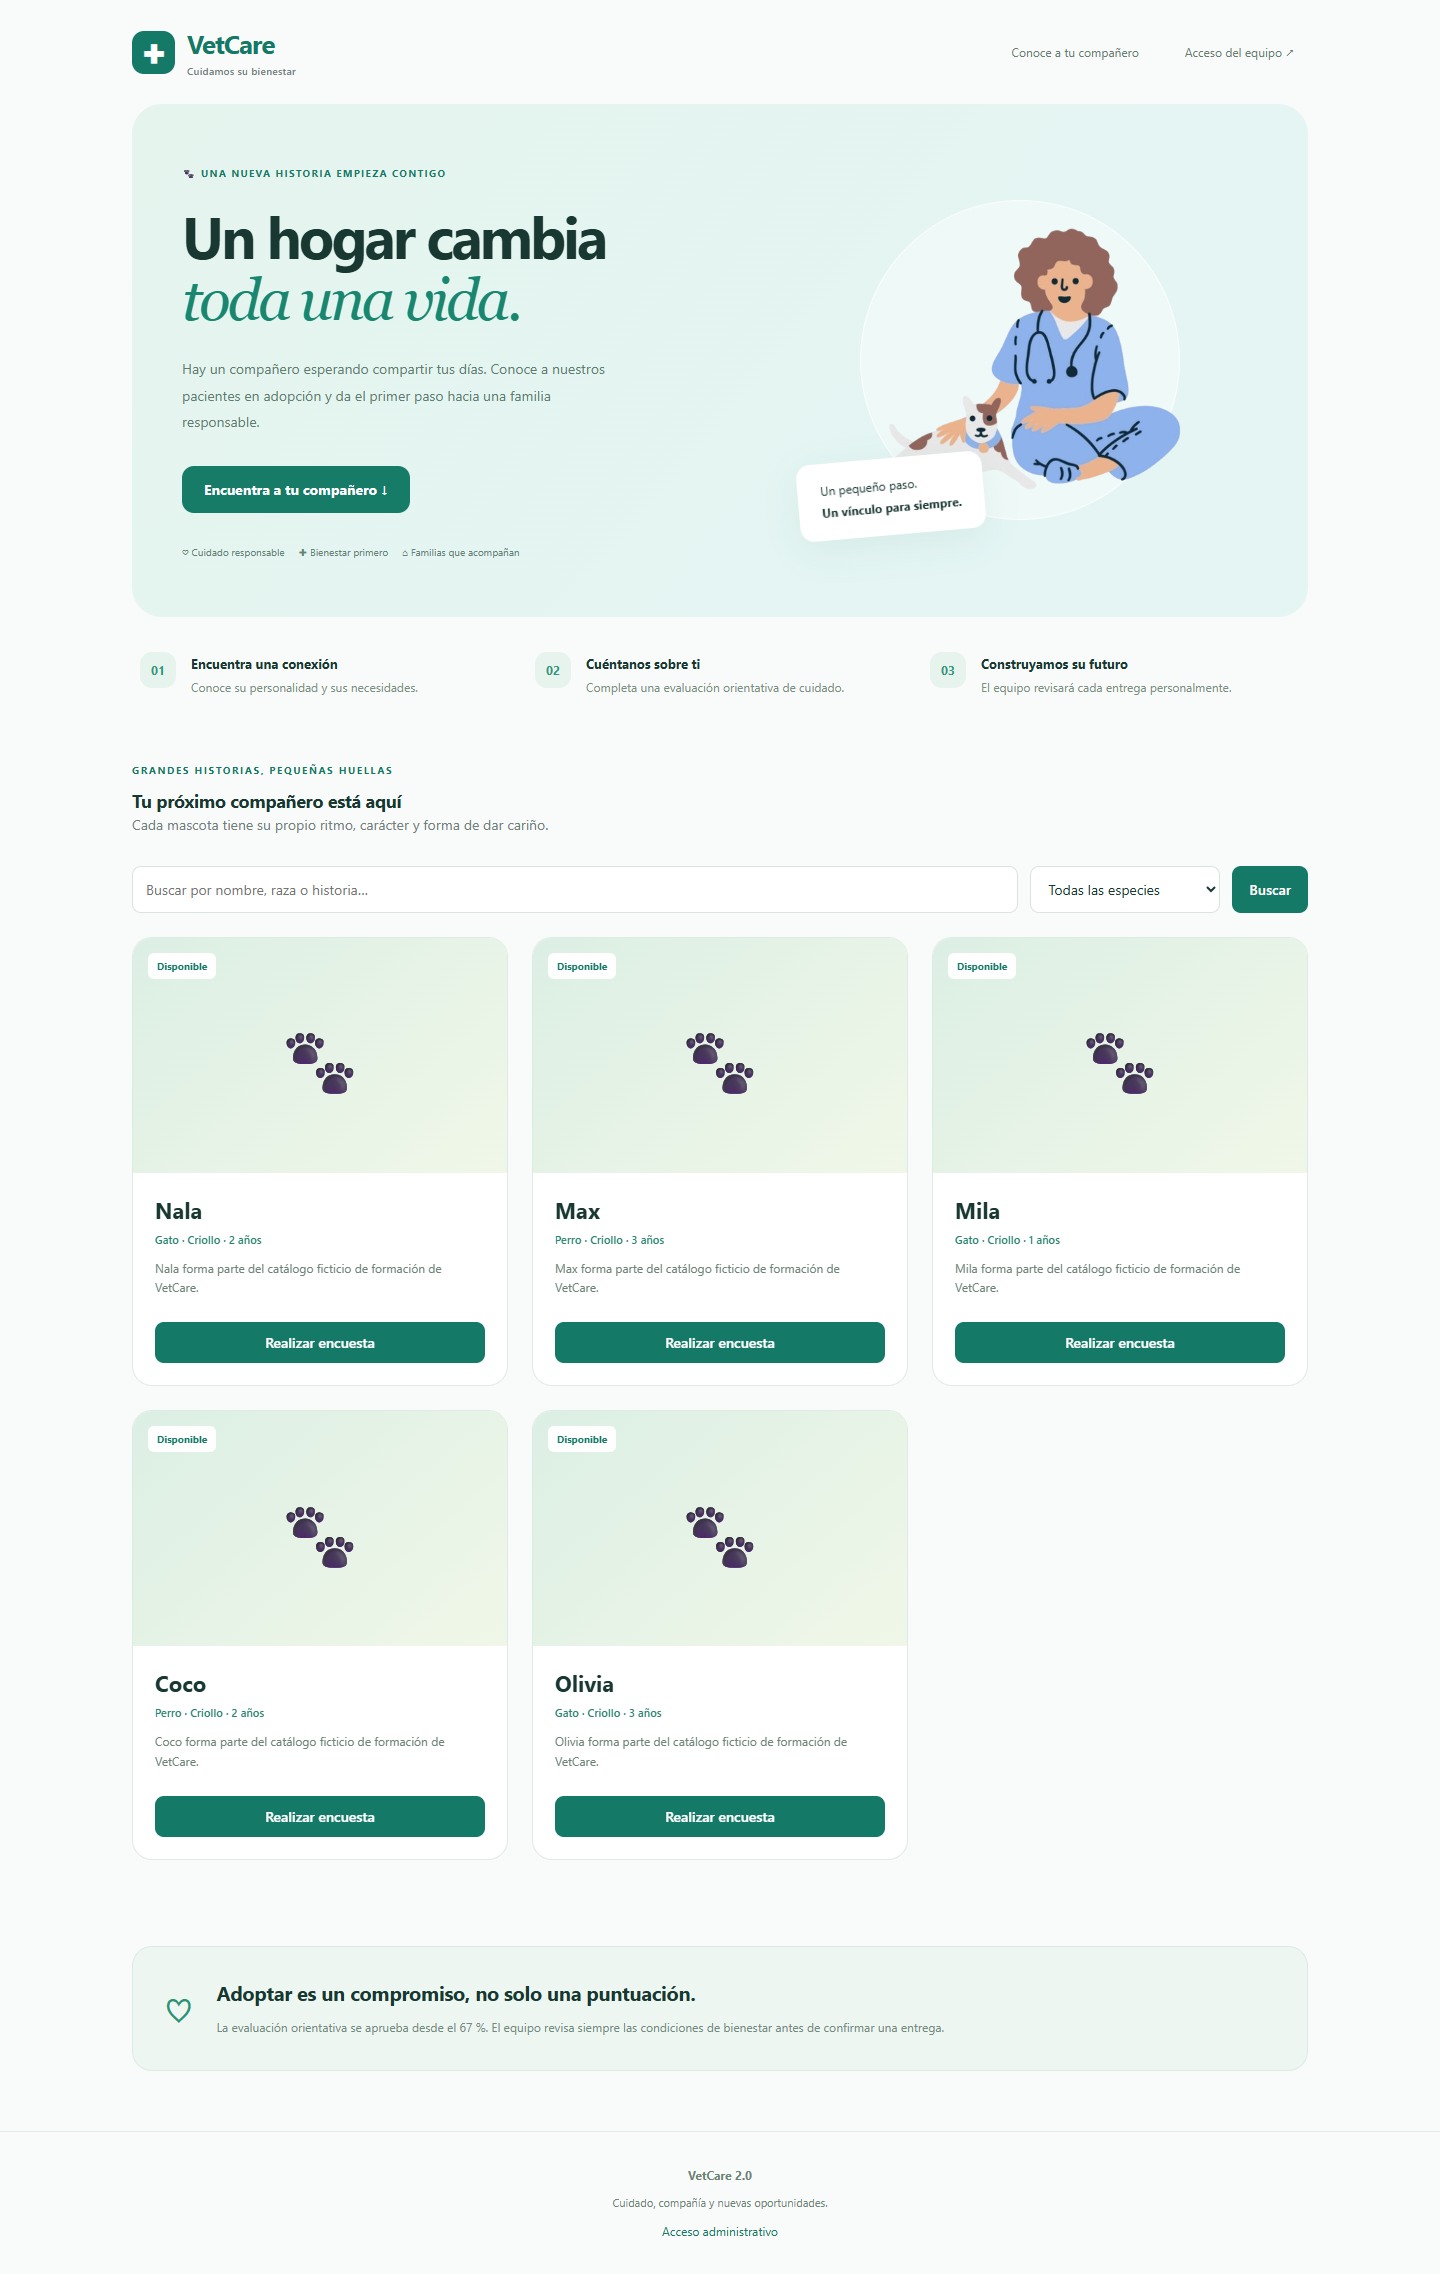 VetCare
Cuidamos su bienestar
Conoce a tu compañero
Acceso del equipo ↗
🐾 UNA NUEVA HISTORIA EMPIEZA CONTIGO
Un hogar cambia
toda una vida.
Hay un compañero esperando compartir tus días. Conoce a nuestros
pacientes en adopción y da el primer paso hacia una familia
responsable.
Encuentra a tu compañero ↓
♡ Cuidado responsable
✚ Bienestar primero
⌂ Familias que acompañan
Un pequeño paso.
Un vínculo para siempre.
01
Encuentra una conexión
Conoce su personalidad y sus necesidades.
02
Cuéntanos sobre ti
Completa una evaluación orientativa de cuidado.
03
Construyamos su futuro
El equipo revisará cada entrega personalmente.
GRANDES HISTORIAS, PEQUEÑAS HUELLAS
Tu próximo compañero está aquí
Cada mascota tiene su propio ritmo, carácter y forma de dar cariño.
Buscar por nombre, raza o historia...
Todas las especies
Buscar
Disponible
Nala
Gato · Criollo · 2 años
Nala forma parte del catálogo ficticio de formación de
VetCare.
Realizar encuesta
Disponible
Max
Perro · Criollo · 3 años
Max forma parte del catálogo ficticio de formación de
VetCare.
Realizar encuesta
Disponible
Mila
Gato · Criollo · 1 años
Mila forma parte del catálogo ficticio de formación de
VetCare.
Realizar encuesta
Disponible
Coco
Perro · Criollo · 2 años
Coco forma parte del catálogo ficticio de formación de
VetCare.
Realizar encuesta
Disponible
Olivia
Gato · Criollo · 3 años
Olivia forma parte del catálogo ficticio de formación de
VetCare.
Realizar encuesta
Adoptar es un compromiso, no solo una puntuación.
La evaluación orientativa se aprueba desde el 67 %. El equipo revisa siempre las condiciones de bienestar antes de confirmar una entrega.
VetCare 2.0
Cuidado, compañía y nuevas oportunidades.
Acceso administrativo